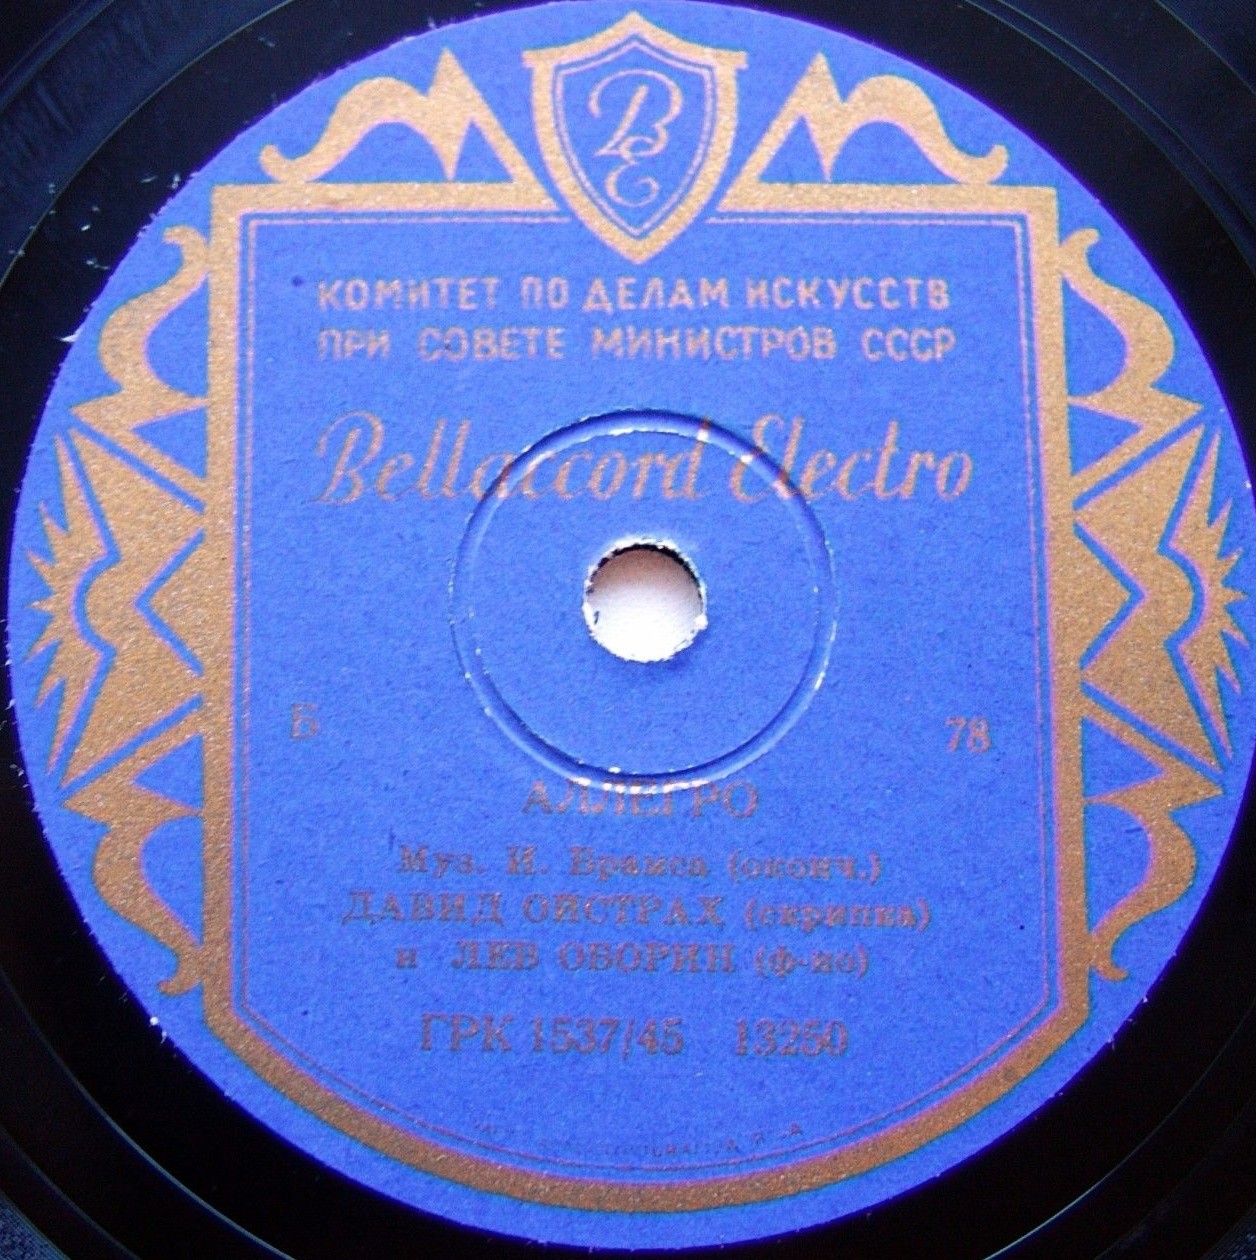 BE
КОМИТЕТ ПО ДЕЛАМ ИСКУССТВ
ПРИ СОВЕТЕ МИНИСТРОВ СССР
Bellaccord Electro
Б 78
АЛЛЕГРО
Муз. И. Брамса (оконч.)
ДАВИД ОЙСТРАХ (скрипка)
и ЛЕВ ОБОРИН (ф-но)
ГРК 1537/45 13250